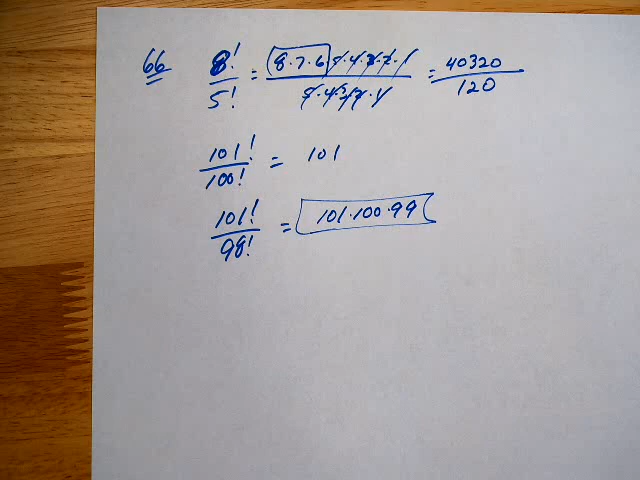 66 8!/5! = 8·7·6·5·4·3·2·1/5·4·3·2·1 = 40320/120
101!/100! = 101
101!/98! = 101·100·99